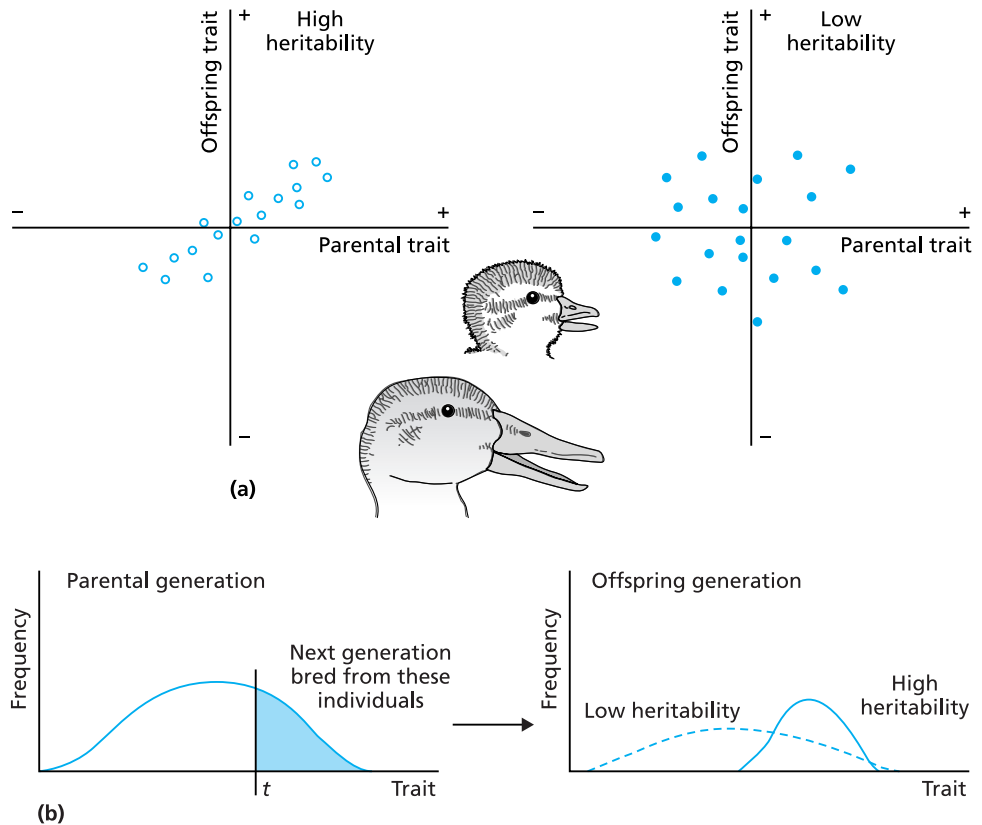 +
Offspring trait
High
heritability
−
+
Parental trait
−
+
Offspring trait
Low
heritability
−
+
Parental trait
−
(a)
Parental generation
Frequency
Next generation
bred from these
individuals
t
Trait
Offspring generation
Frequency
Low heritability
High
heritability
Trait
(b)